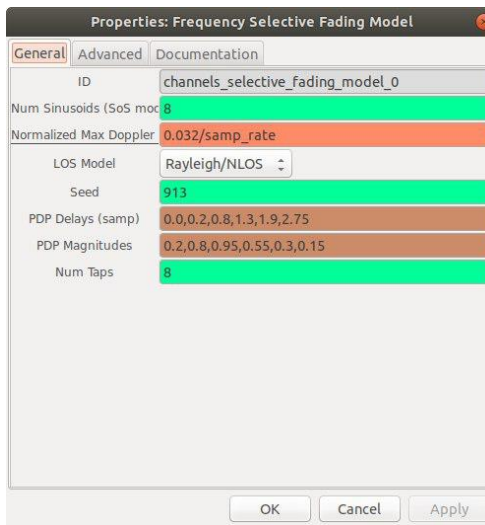 Properties: Frequency Selective Fading Model
General Advanced Documentation
ID channels_selective_fading_model_0
Num Sinusoids (SoS mod 8
Normalized Max Doppler 0.032/samp_rate
LOS Model Rayleigh/NLOS
Seed 913
PDP Delays (samp) 0.0,0.2,0.8,1.3,1.9,2.75
PDP Magnitudes 0.2,0.8,0.95,0.55,0.3,0.15
Num Taps 8
OK Cancel Apply